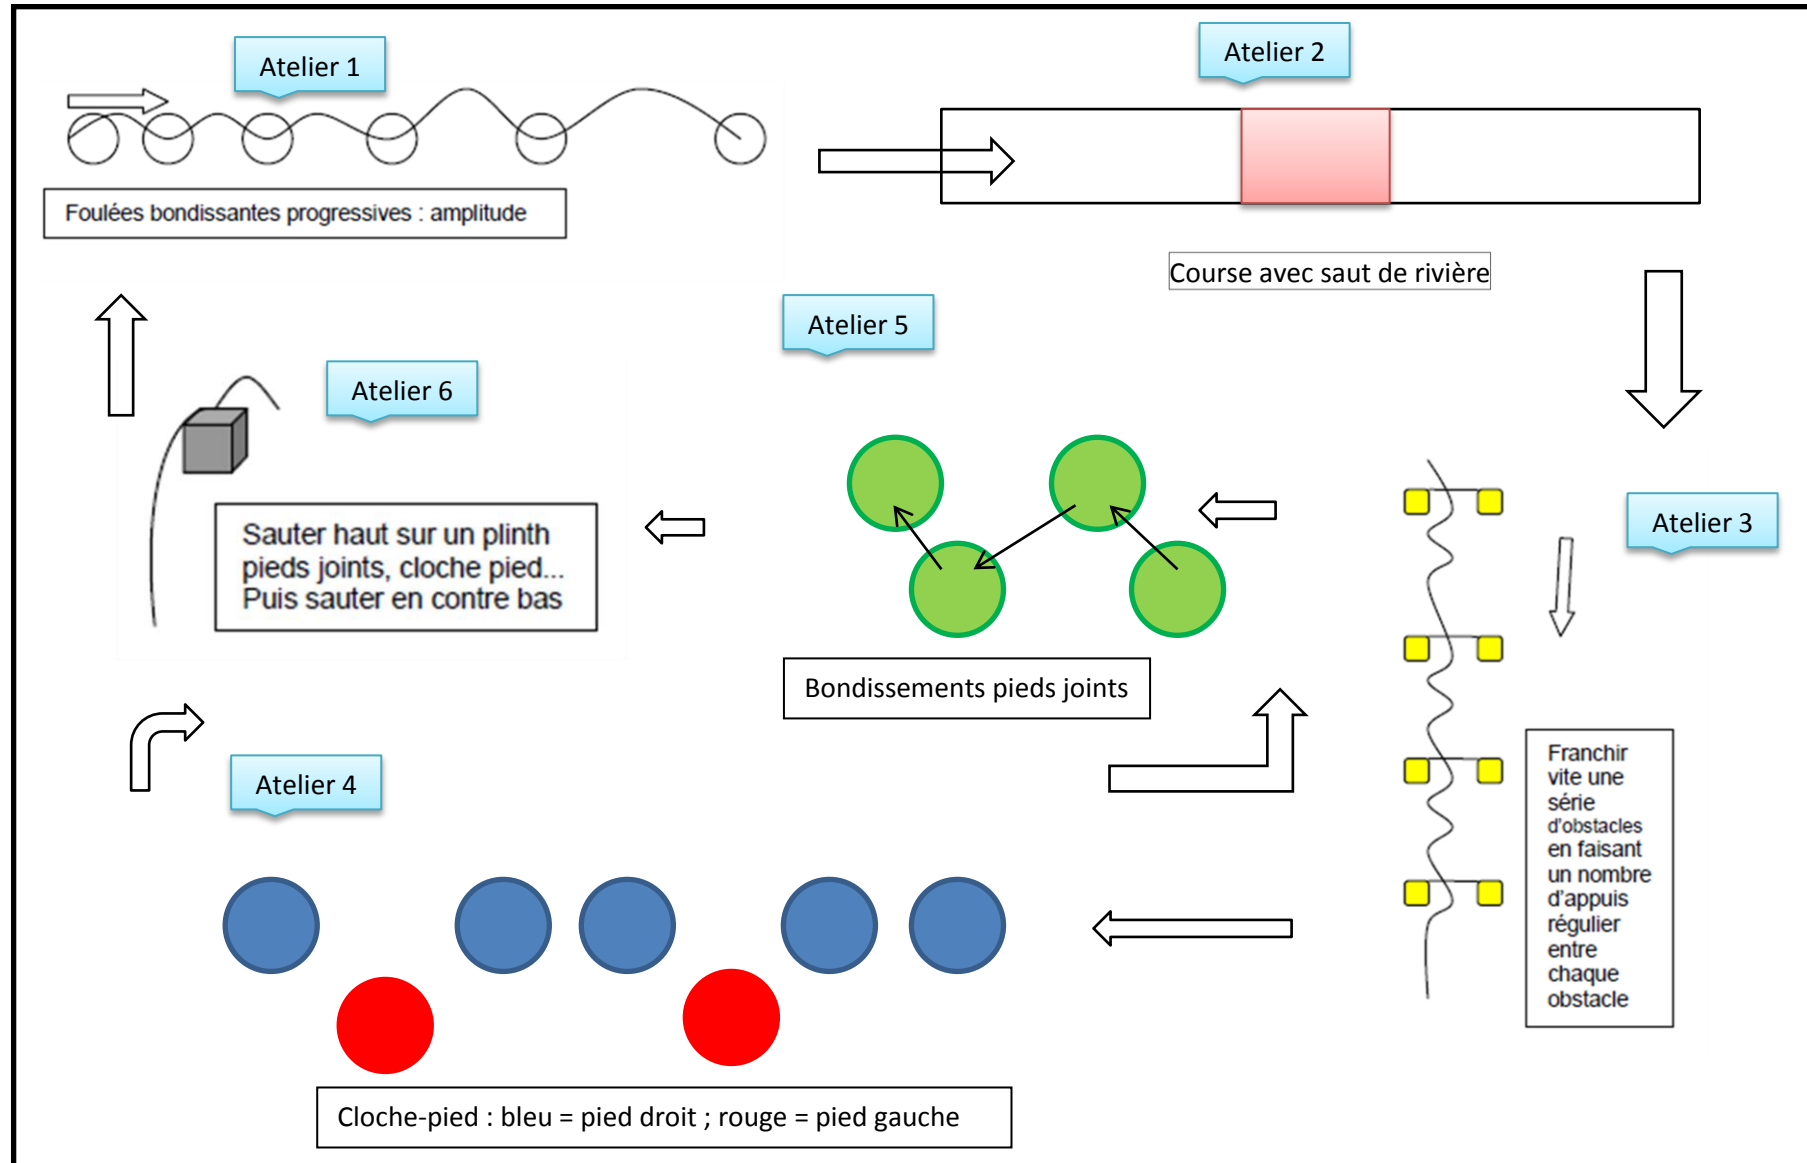 Atelier 1
Foulées bondissantes progressives : amplitude
Atelier 2
Course avec saut de rivière
Atelier 5
Atelier 6
Sauter haut sur un plinth
pieds joints, cloche pied...
Puis sauter en contre bas
Bondissements pieds joints
Atelier 3
Franchir
vite une
série
d'obstacles
en faisant
un nombre
d'appuis
régulier
entre
chaque
obstacle
Atelier 4
Cloche-pied : bleu = pied droit ; rouge = pied gauche